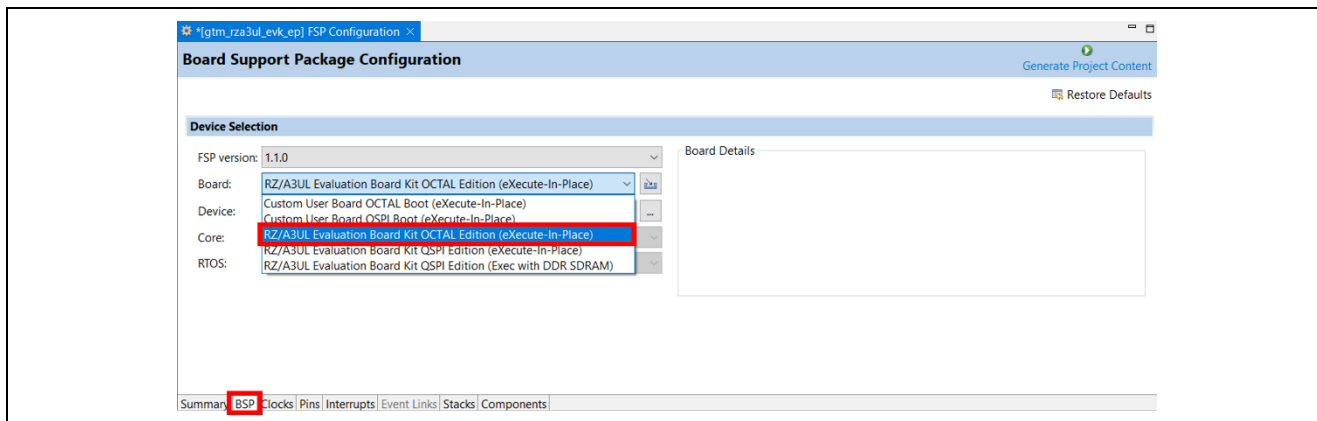 *[gtm_rza3ul_evk_ep] FSP Configuration
Board Support Package Configuration
Generate Project Content
Restore Defaults
Device Selection
FSP version: 1.1.0
Board Details
Board: RZ/A3UL Evaluation Board Kit OCTAL Edition (eXecute-In-Place)
Device: ...
Custom User Board OCTAL Boot (eXecute-In-Place)
Custom User Board QSPI Boot (eXecute-In-Place)
Core:
RZ/A3UL Evaluation Board Kit OCTAL Edition (eXecute-In-Place)
RZ/A3UL Evaluation Board Kit QSPI Edition (eXecute-In-Place)
RTOS:
RZ/A3UL Evaluation Board Kit QSPI Edition (Exec with DDR SDRAM)
Summary BSP Clocks Pins Interrupts Event Links Stacks Components